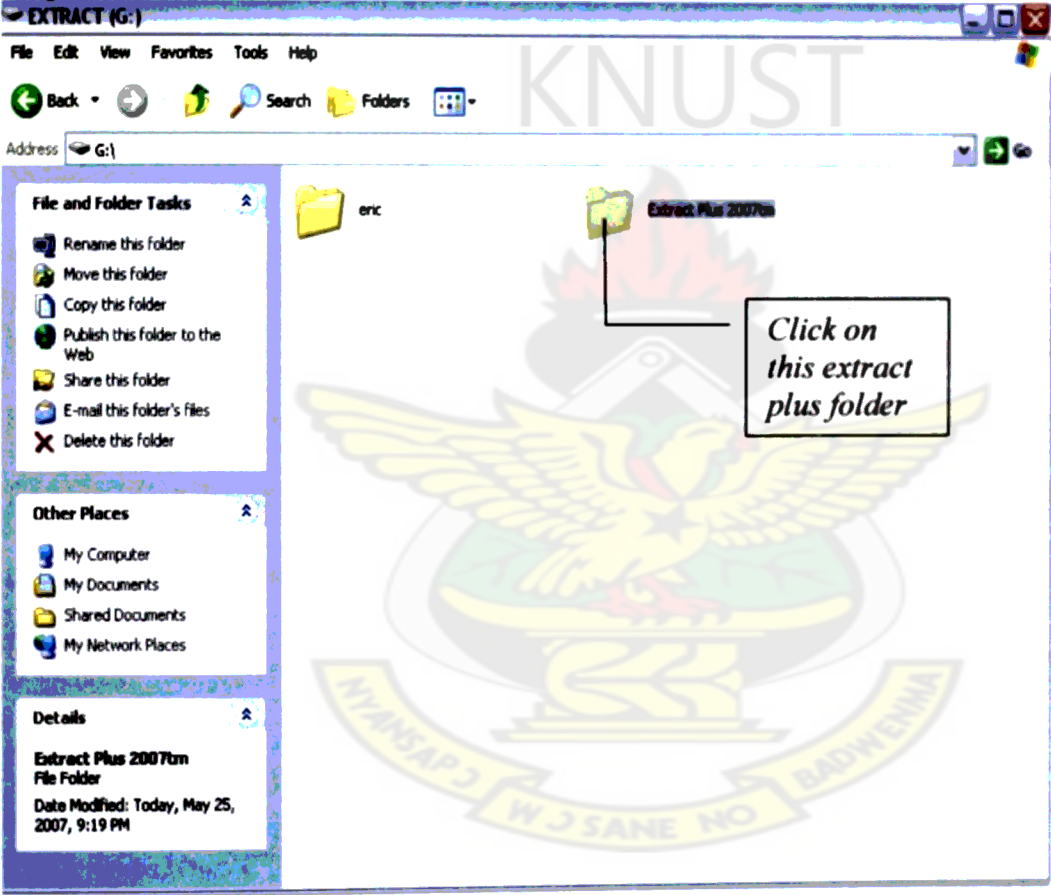 EXTRACT (G:)
File Edit View Favorites Tools Help
KNUST
Back Search Folders
Address G:\ Go
File and Folder Tasks
Rename this folder
Move this folder
Copy this folder
Publish this folder to the
Web
Share this folder
E-mail this folder's files
Delete this folder
eric
Extract Plus 2007tm
Click on
this extract
plus folder
Other Places
My Computer
My Documents
Shared Documents
My Network Places
Details
Extract Plus 2007tm
File Folder
Date Modified: Today, May 25,
2007, 9:19 PM
NYANSAPƆ WƆSANE NO BADWENMA